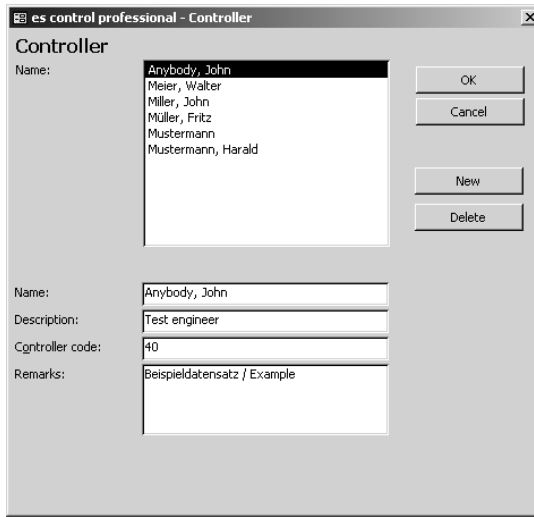 es control professional - Controller
Controller
Name:
Anybody, John
Meier, Walter
Miller, John
Müller, Fritz
Mustermann
Mustermann, Harald
OK
Cancel
New
Delete
Name: Anybody, John
Description: Test engineer
Controller code: 40
Remarks: Beispieldatensatz / Example